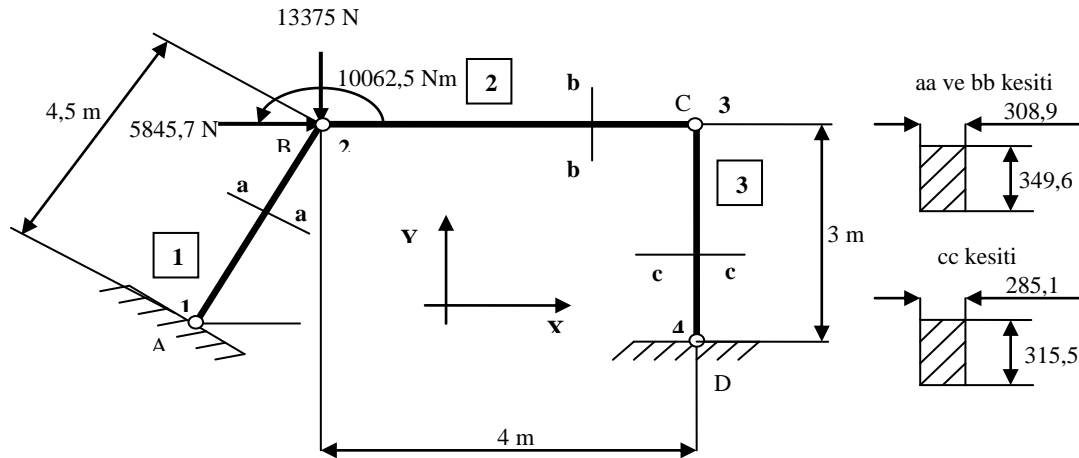 13375 N
10062,5 Nm
2
b
C
3
aa ve bb kesiti
308,9
4,5 m
5845,7 N
B
2
b
a
a
3
349,6
Y
3 m
1
c
c
cc kesiti
285,1
1
X
4
A
D
315,5
4 m